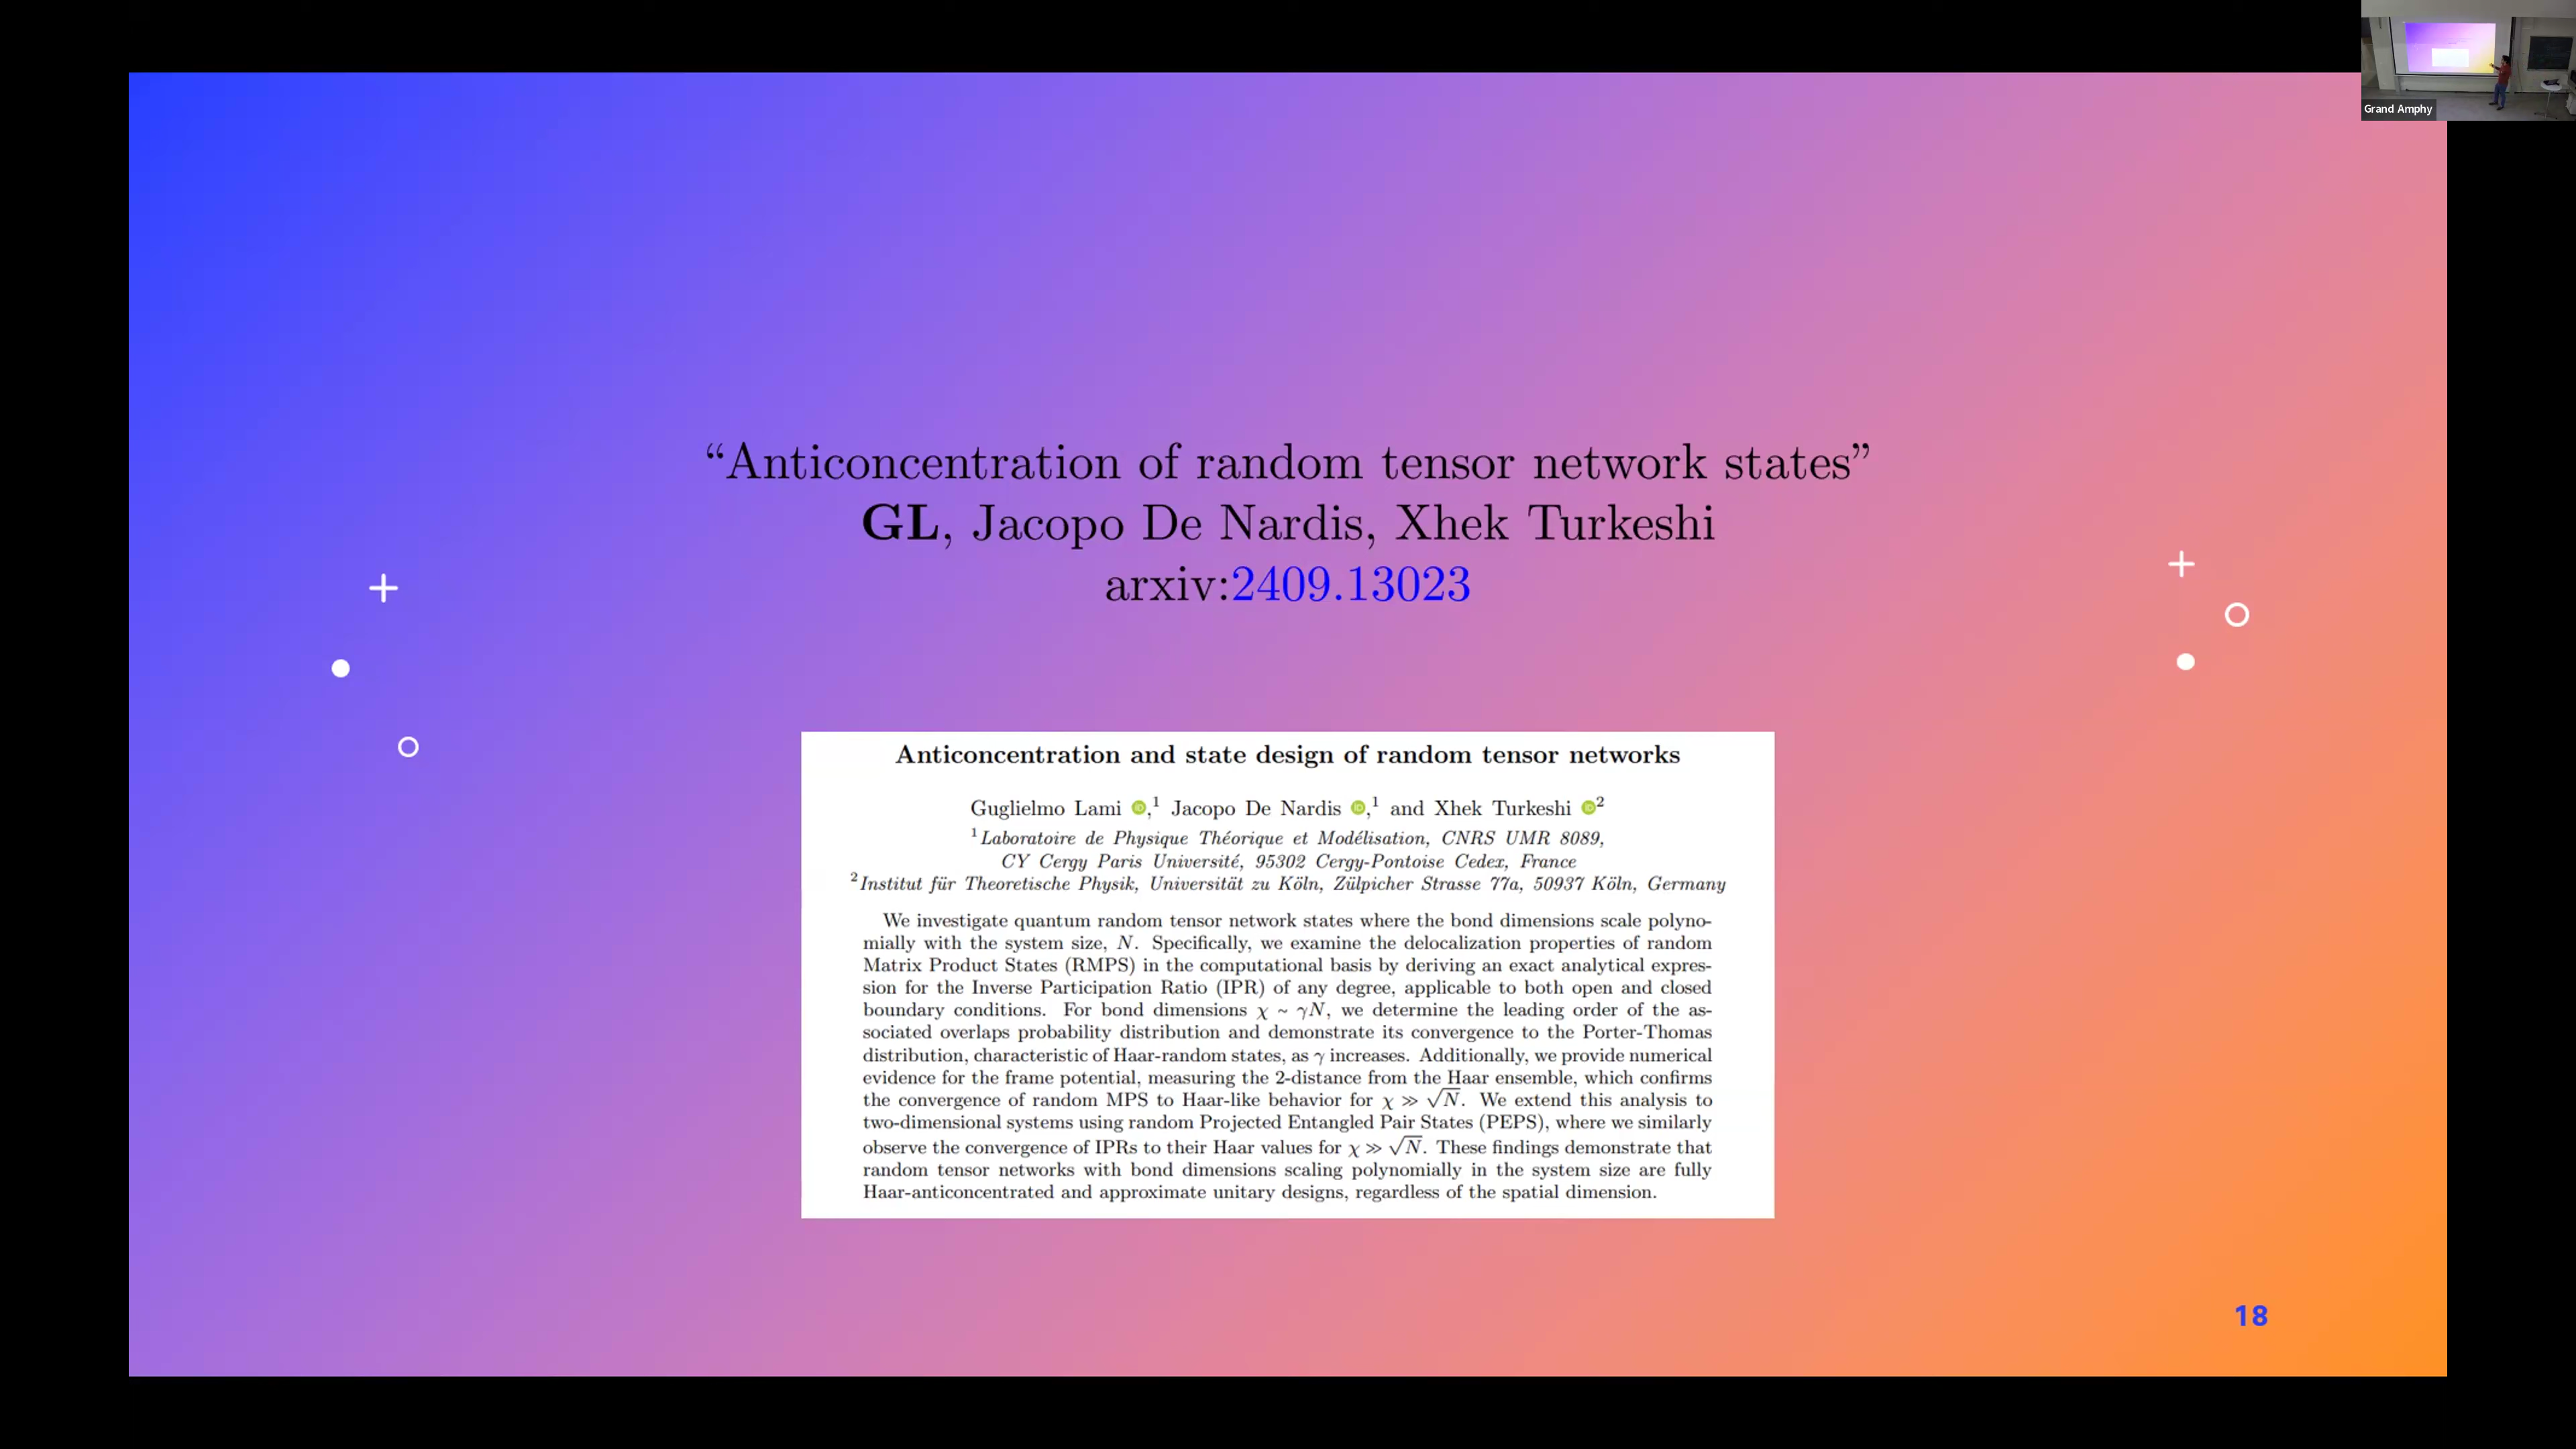 Grand Amphy
“Anticoncentration of random tensor network states”
GL, Jacopo De Nardis, Xhek Turkeshi
arxiv:2409.13023
Anticoncentration and state design of random tensor networks
Guglielmo Lami,¹ Jacopo De Nardis,¹ and Xhek Turkeshi²
¹Laboratoire de Physique Théorique et Modélisation, CNRS UMR 8089,
CY Cergy Paris Université, 95302 Cergy-Pontoise Cedex, France
²Institut für Theoretische Physik, Universität zu Köln, Zülpicher Strasse 77a, 50937 Köln, Germany
We investigate quantum random tensor network states where the bond dimensions scale polyno-
mially with the system size, N. Specifically, we examine the delocalization properties of random
Matrix Product States (RMPS) in the computational basis by deriving an exact analytical expres-
sion for the Inverse Participation Ratio (IPR) of any degree, applicable to both open and closed
boundary conditions. For bond dimensions χ ~ γN, we determine the leading order of the as-
sociated overlaps probability distribution and demonstrate its convergence to the Porter-Thomas
distribution, characteristic of Haar-random states, as γ increases. Additionally, we provide numerical
evidence for the frame potential, measuring the 2-distance from the Haar ensemble, which confirms
the convergence of random MPS to Haar-like behavior for χ ≫ √N. We extend this analysis to
two-dimensional systems using random Projected Entangled Pair States (PEPS), where we similarly
observe the convergence of IPRs to their Haar values for χ ≫ √N. These findings demonstrate that
random tensor networks with bond dimensions scaling polynomially in the system size are fully
Haar-anticoncentrated and approximate unitary designs, regardless of the spatial dimension.
18